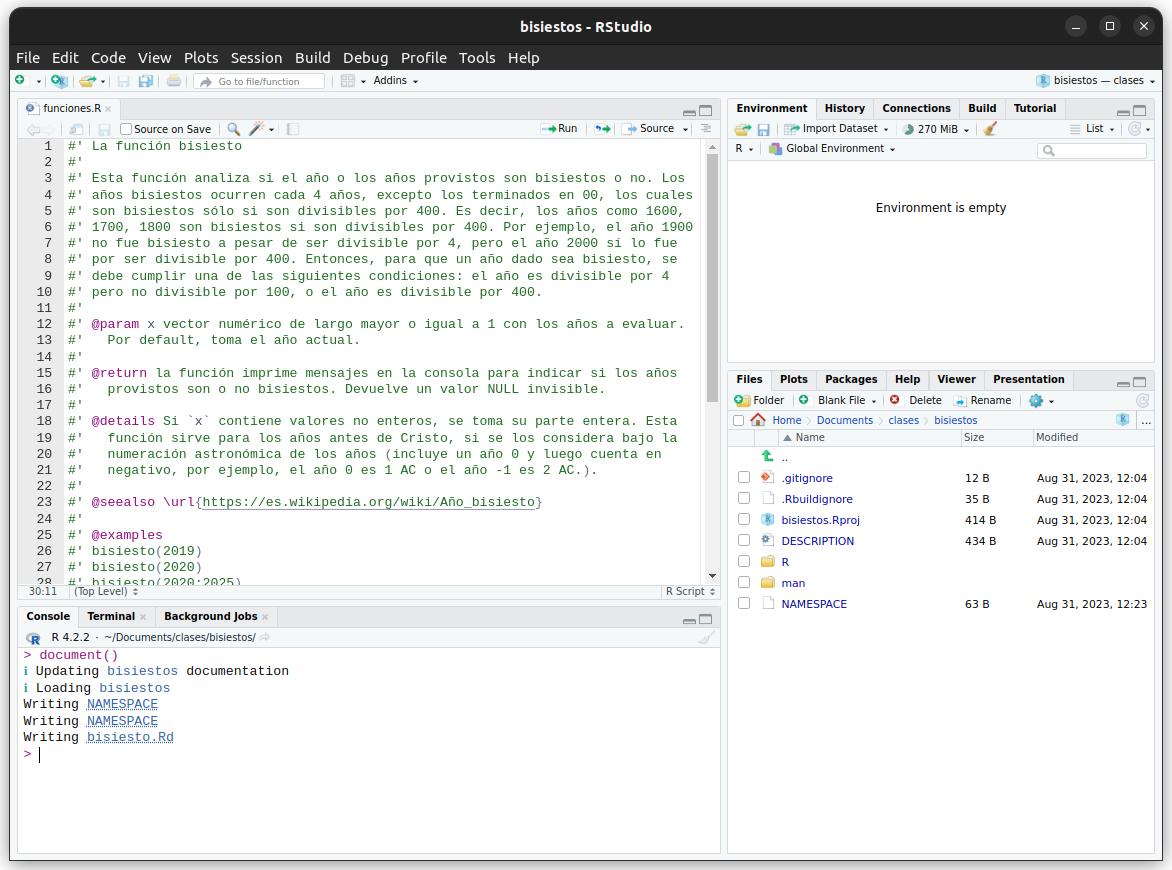 bisiestos - RStudio
File Edit Code View Plots Session Build Debug Profile Tools Help
Go to file/function Addins bisiestos — clases
funciones.R
Source on Save Run Source
1 #' La función bisiesto
2 #'
3 #' Esta función analiza si el año o los años provistos son bisiestos o no. Los
4 #' años bisiestos ocurren cada 4 años, excepto los terminados en 00, los cuales
5 #' son bisiestos sólo si son divisibles por 400. Es decir, los años como 1600,
6 #' 1700, 1800 son bisiestos si son divisibles por 400. Por ejemplo, el año 1900
7 #' no fue bisiesto a pesar de ser divisible por 4, pero el año 2000 sí lo fue
8 #' por ser divisible por 400. Entonces, para que un año dado sea bisiesto, se
9 #' debe cumplir una de las siguientes condiciones: el año es divisible por 4
10 #' pero no divisible por 100, o el año es divisible por 400.
11 #'
12 #' @param x vector numérico de largo mayor o igual a 1 con los años a evaluar.
13 #'   Por default, toma el año actual.
14 #'
15 #' @return la función imprime mensajes en la consola para indicar si los años
16 #'   provistos son o no bisiestos. Devuelve un valor NULL invisible.
17 #'
18 #' @details Si `x` contiene valores no enteros, se toma su parte entera. Esta
19 #'   función sirve para los años antes de Cristo, si se los considera bajo la
20 #'   numeración astronómica de los años (incluye un año 0 y luego cuenta en
21 #'   negativo, por ejemplo, el año 0 es 1 AC o el año -1 es 2 AC.).
22 #'
23 #' @seealso \url{https://es.wikipedia.org/wiki/Año_bisiesto}
24 #'
25 #' @examples
26 #' bisiesto(2019)
27 #' bisiesto(2020)
28 #' bisiesto(2020:2025)
30:11 (Top Level) R Script
Console Terminal Background Jobs
R 4.2.2 · ~/Documents/clases/bisiestos/
> document()
i Updating bisiestos documentation
i Loading bisiestos
Writing NAMESPACE
Writing NAMESPACE
Writing bisiesto.Rd
>
Environment History Connections Build Tutorial
Import Dataset 270 MiB List
R Global Environment
Environment is empty
Files Plots Packages Help Viewer Presentation
Folder Blank File Delete Rename
Home Documents clases bisiestos ...
Name Size Modified
..
.gitignore 12 B Aug 31, 2023, 12:04
.Rbuildignore 35 B Aug 31, 2023, 12:04
bisiestos.Rproj 414 B Aug 31, 2023, 12:04
DESCRIPTION 434 B Aug 31, 2023, 12:04
R
man
NAMESPACE 63 B Aug 31, 2023, 12:23